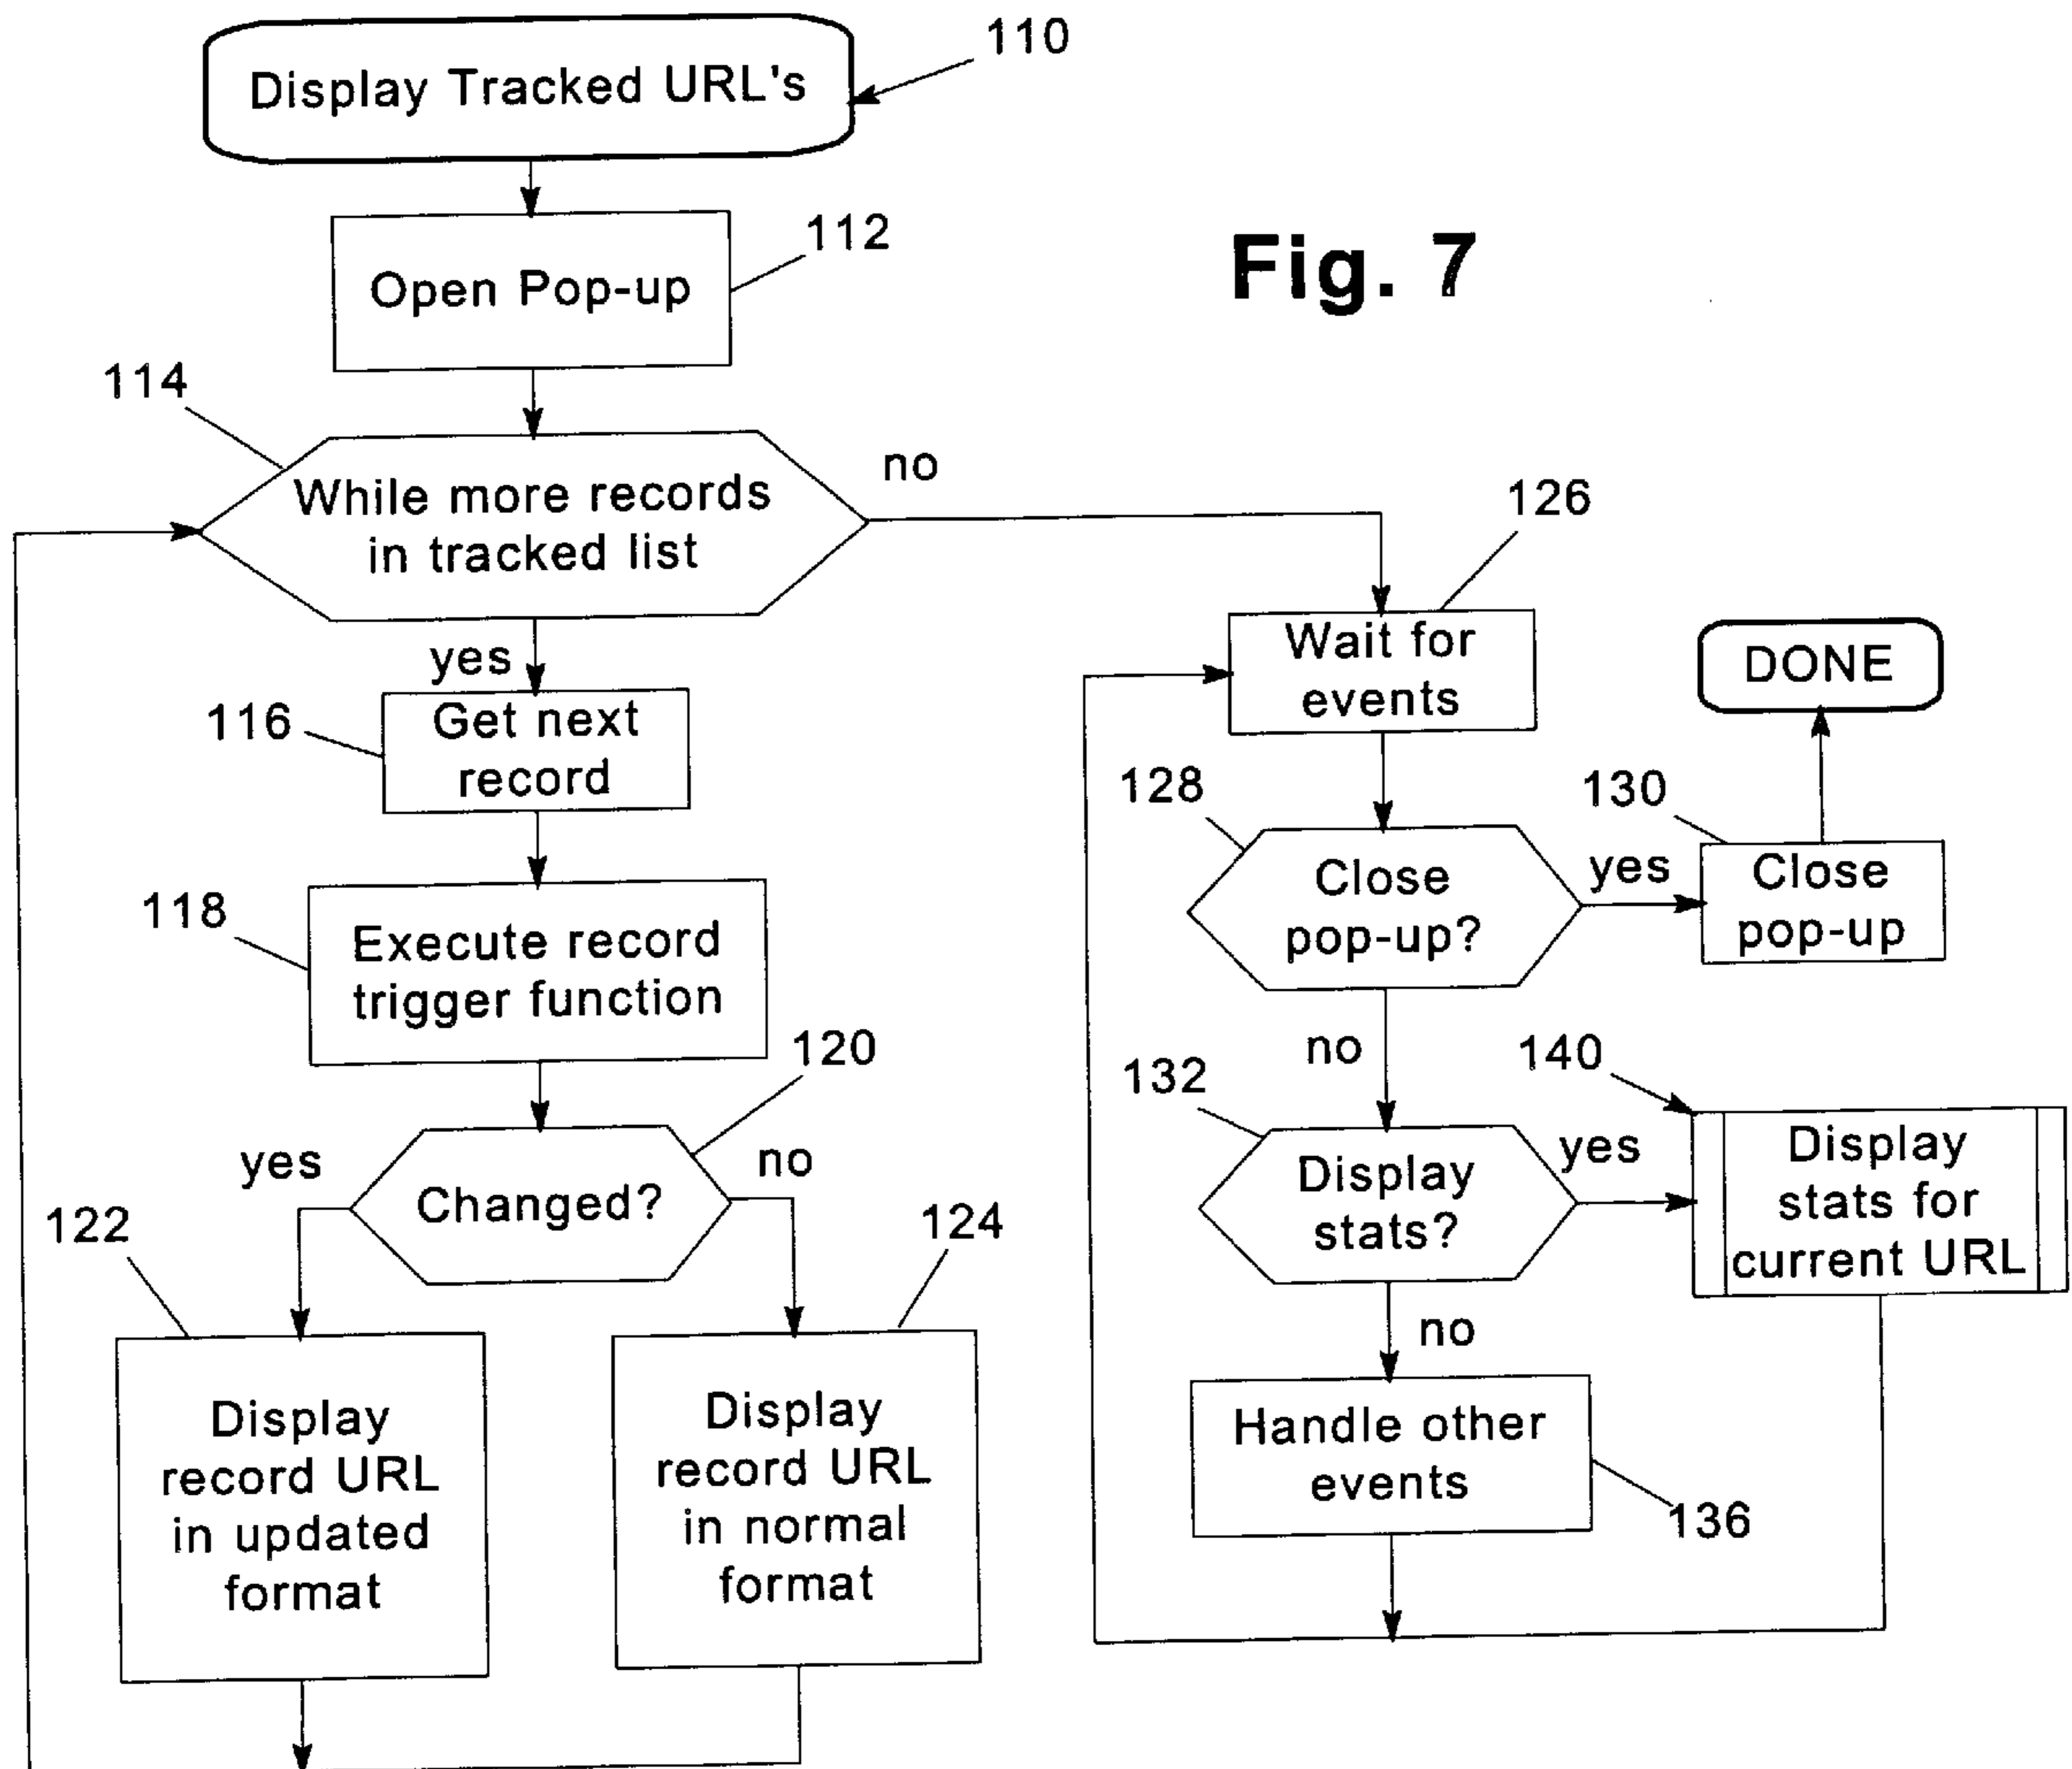 110
Display Tracked URL's
112
Open Pop-up
Fig. 7
114
While more records
in tracked list
no
126
yes
116
Get next
record
Wait for
events
DONE
118
Execute record
trigger function
128
Close
pop-up?
yes
130
Close
pop-up
120
yes
Changed?
no
no
132
Display
stats?
yes
140
Display
stats for
current URL
122
Display
record URL
in updated
format
124
Display
record URL
in normal
format
no
Handle other
events
136